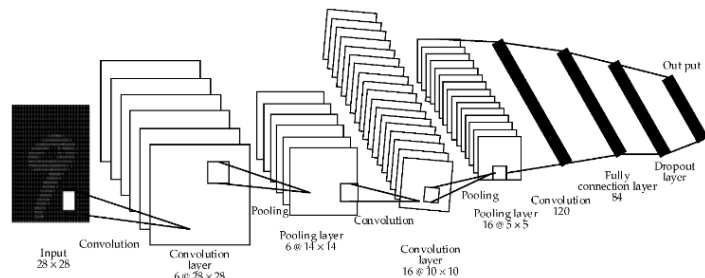 Out put
Input
28×28
Convolution
Convolution
layer
6@28×28
Pooling
Pooling layer
6@14×14
Convolution
Convolution
layer
16@10×10
Pooling
Pooling layer
16@5×5
Convolution
120
Fully
connection layer
84
Dropout
layer